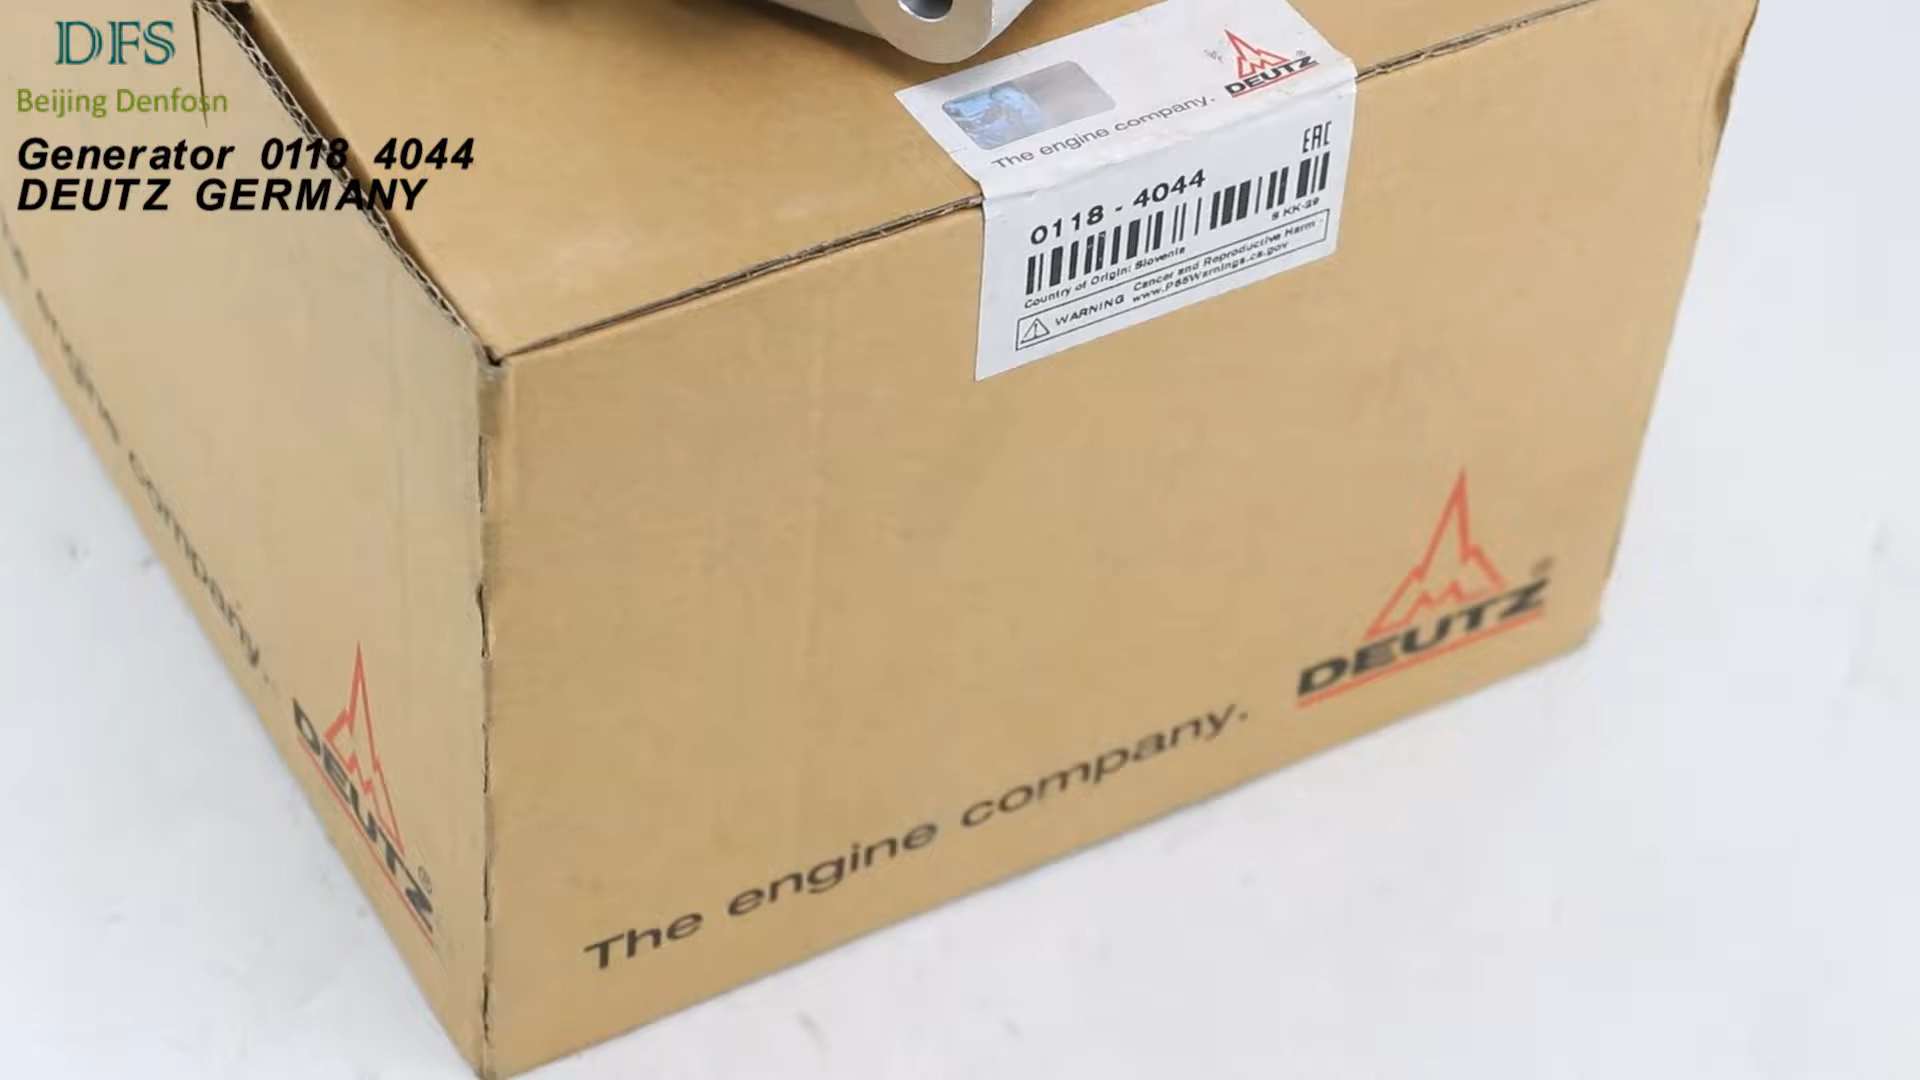 DFS
Beijing Denfosn
Generator 0118 4044
DEUTZ GERMANY
DEUTZ®
The engine company.
EAC
0118 - 4044
Country of Origin: Slovenia
WARNING Cancer and Reproductive Harm -
www.P65Warnings.ca.gov
engine company.
DEUTZ®
The engine company.
DEUTZ®